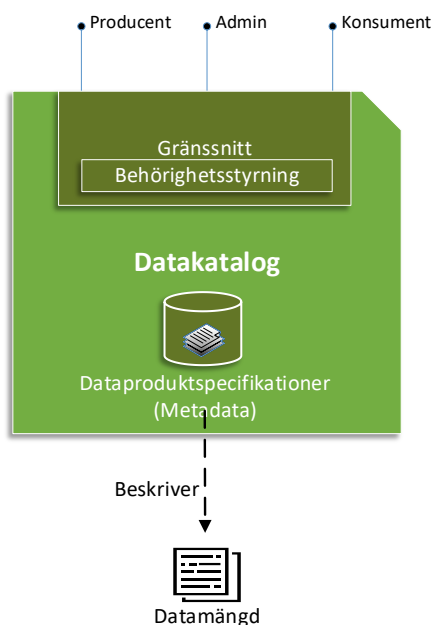 Producent
Admin
Konsument
Gränssnitt
Behörighetsstyrning
Datakatalog
Dataproduktspecifikationer
(Metadata)
Beskriver
Datamängd